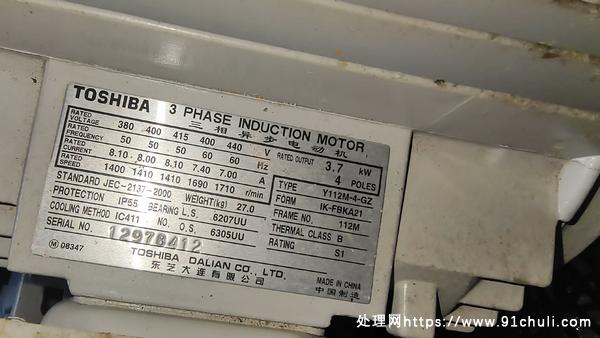 TOSHIBA 3 PHASE INDUCTION MOTOR
三相异步电动机
RATED VOLTAGE 380 400 415 400 440 V RATED OUTPUT 3.7 kW
RATED FREQUENCY 50 50 50 60 60 Hz 4 POLES
RATED CURRENT 8.10 8.00 8.10 7.40 7.00 A TYPE Y112M-4-GZ
RATED SPEED 1400 1410 1410 1690 1710 r/min FORM IK-FBKA21
STANDARD JEC-2137-2000 WEIGHT(kg) 27.0 FRAME NO. 112M
PROTECTION IP55 BEARING L.S. 6207UU THERMAL CLASS B
COOLING METHOD IC411 NO. O.S. 6305UU RATING S1
SERIAL NO. 12978412
M 08347 TOSHIBA DALIAN CO., LTD. MADE IN CHINA
东芝大连有限公司 中国制造
处理网https://www.91chuli.com/